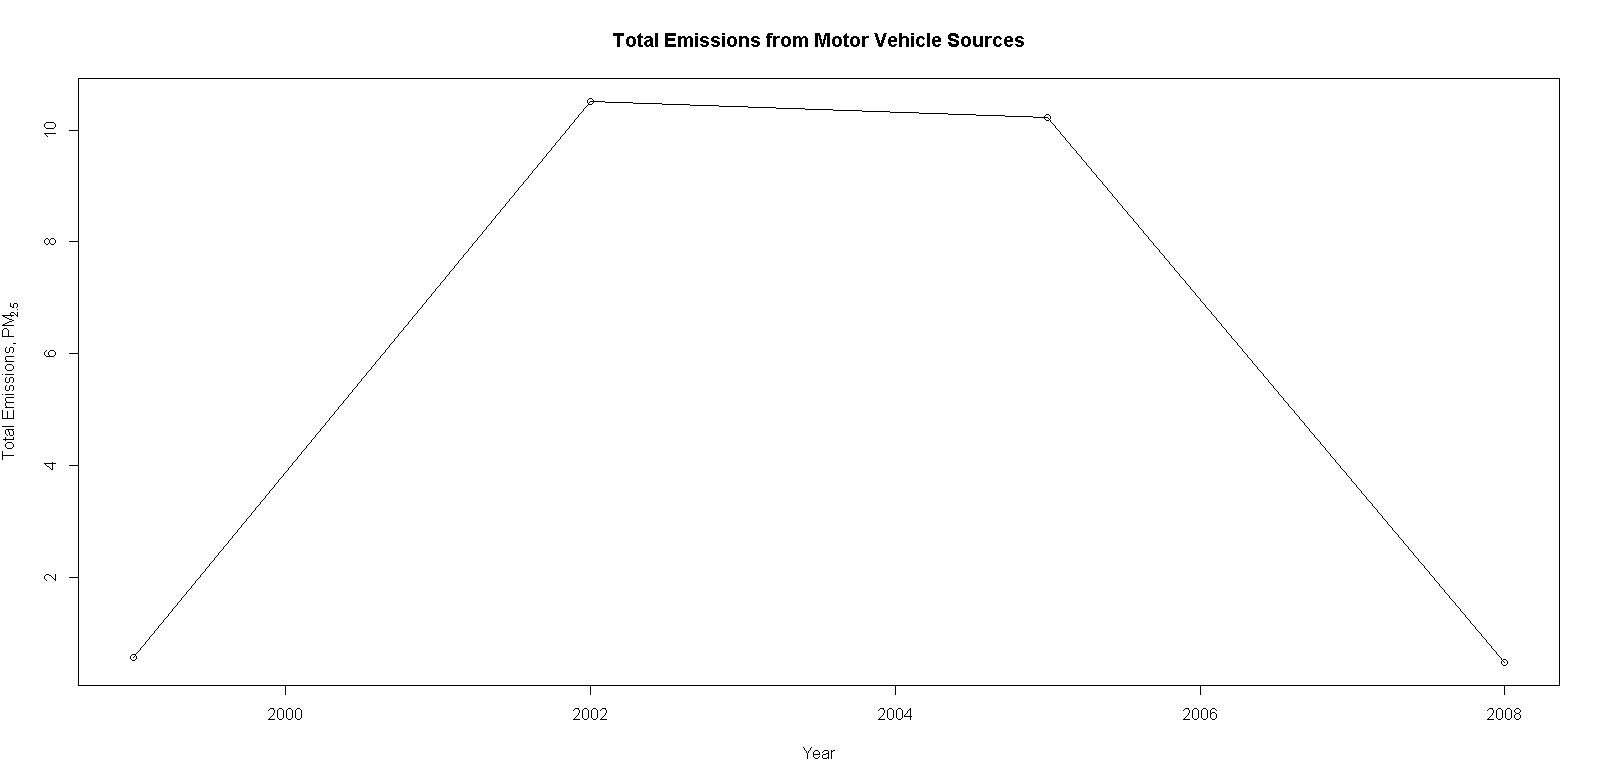 Total Emissions from Motor Vehicle Sources
Total Emissions, PM2.5
10
8
6
4
2
2000 2002 2004 2006 2008
Year